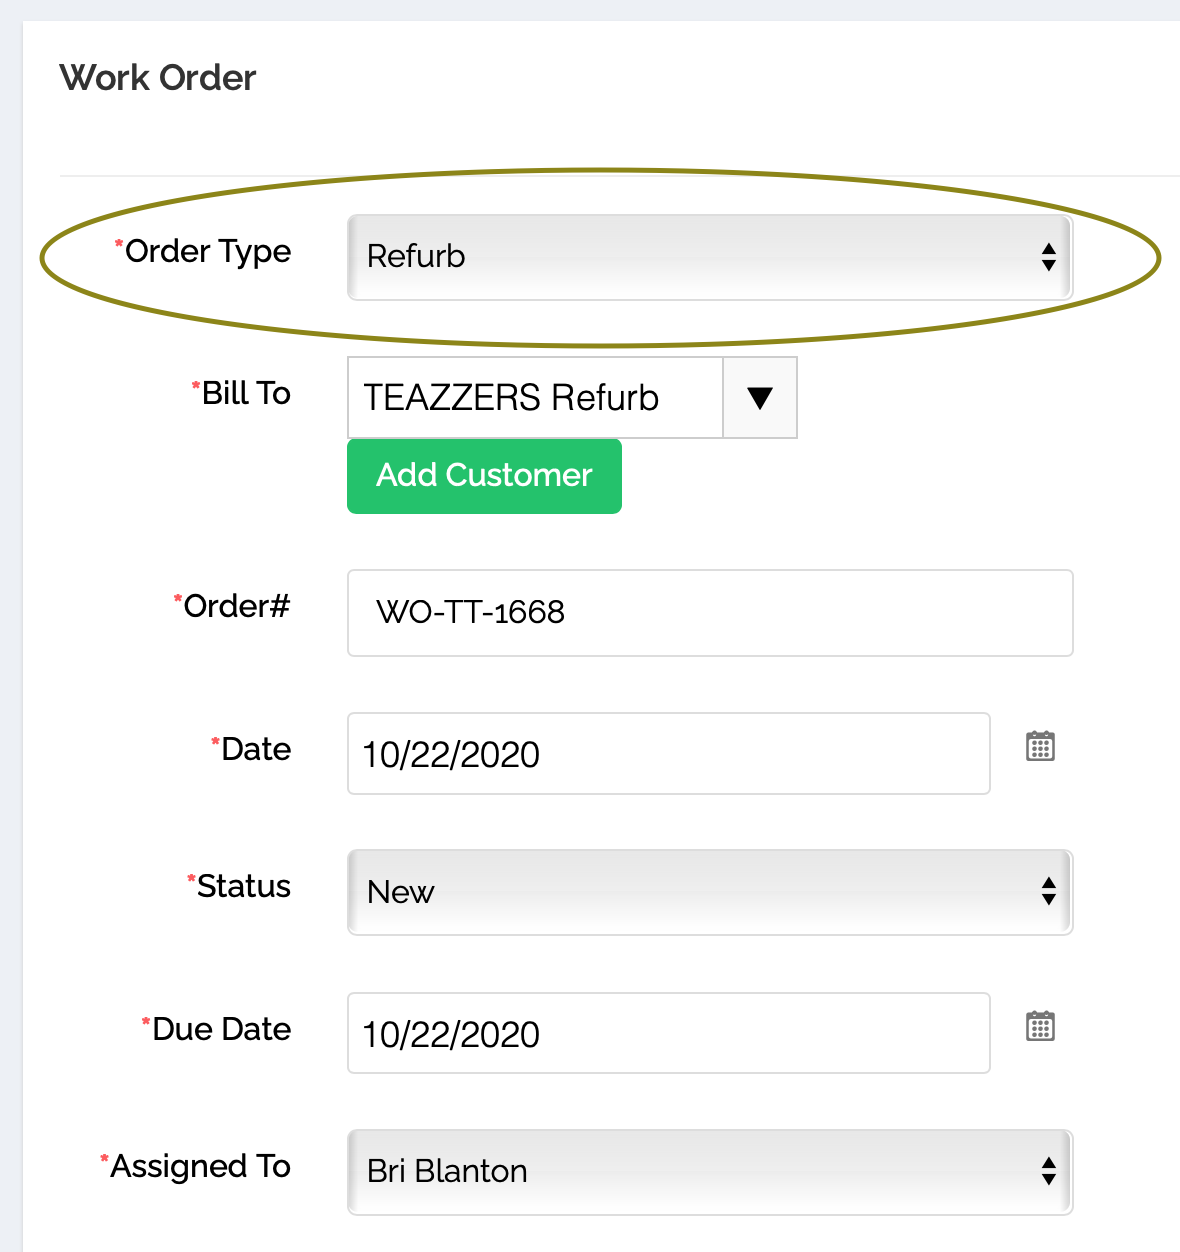 Work Order
*Order Type Refurb
*Bill To TEAZZERS Refurb
Add Customer
*Order# WO-TT-1668
*Date 10/22/2020
*Status New
*Due Date 10/22/2020
*Assigned To Bri Blanton